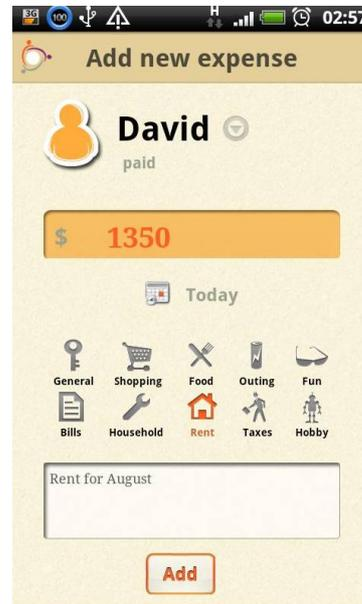 3G 100 H 02:57
Add new expense
David
paid
$ 1350
Today
General Shopping Food Outing Fun
Bills Household Rent Taxes Hobby
Rent for August
Add